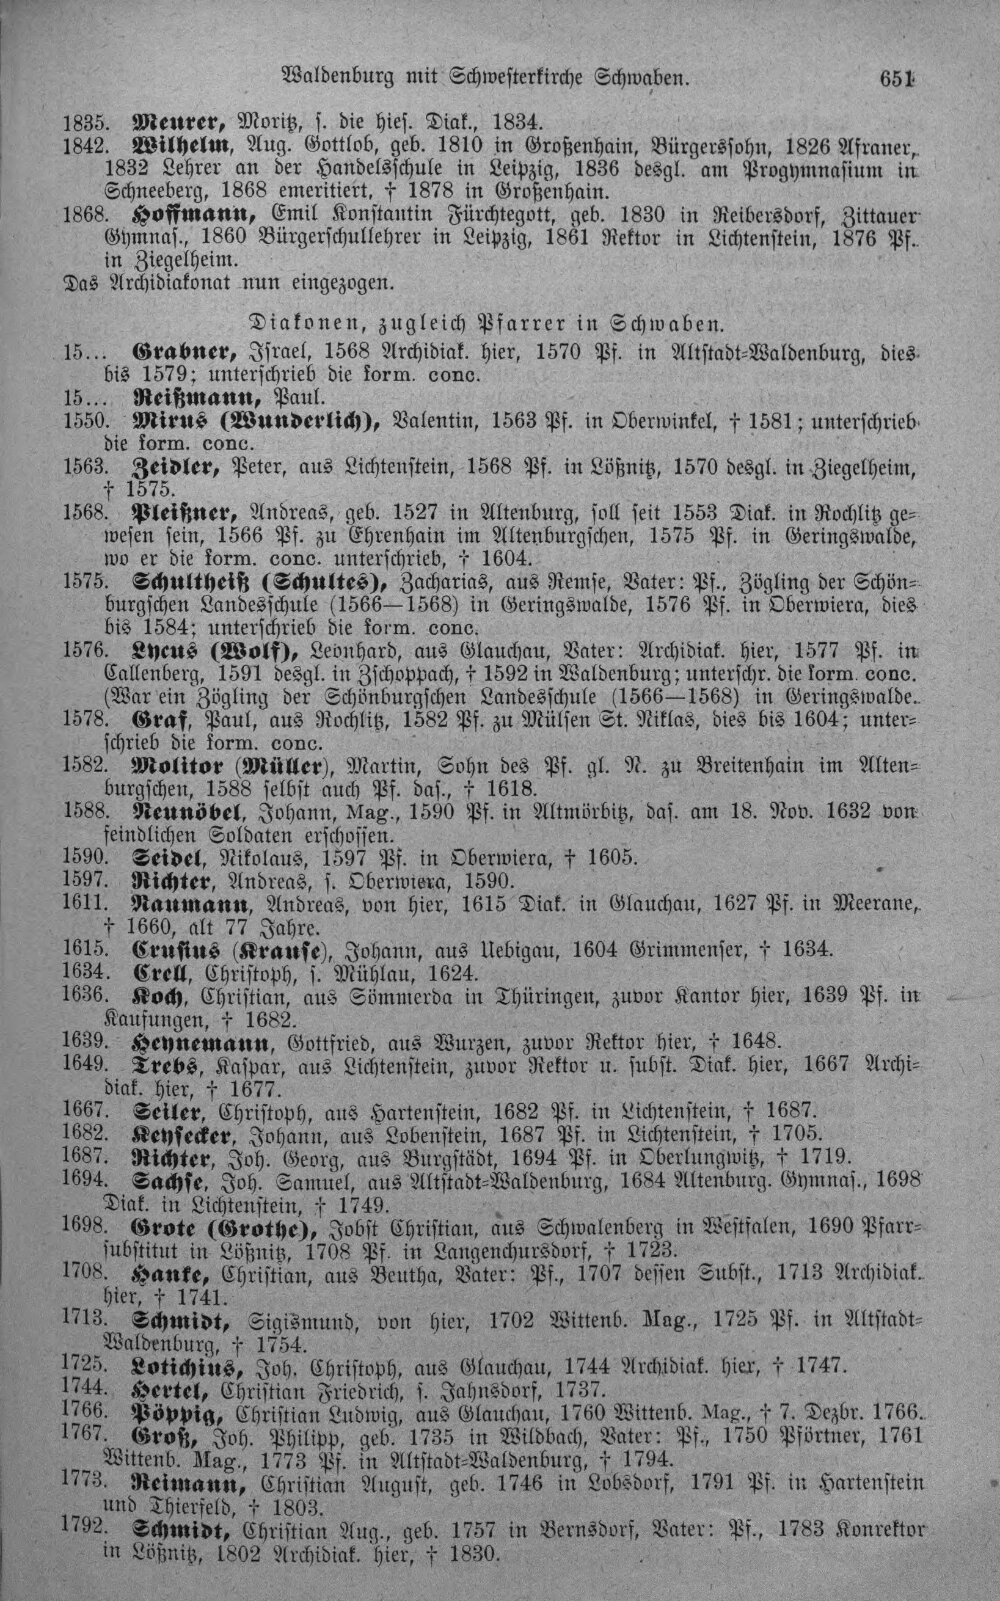 Waldenburg mit Schwesterkirche Schwaben. 651
1835. Meurer, Moritz, s. die hies. Diak., 1834.
1842. Wilhelm, Aug. Gottlob, geb. 1810 in Großenhain, Bürgerssohn, 1826 Afraner,
1832 Lehrer an der Handelsschule in Leipzig, 1836 desgl. am Progymnasium in
Schneeberg, 1868 emeritiert, † 1878 in Großenhain.
1868. Hoffmann, Emil Konstantin Fürchtegott, geb. 1830 in Reibersdorf, Zittauer
Gymnas., 1860 Bürgerschullehrer in Leipzig, 1861 Rektor in Lichtenstein, 1876 Pf.
in Ziegelheim.
Das Archidiakonat nun eingezogen.
Diakonen, zugleich Pfarrer in Schwaben.
15... Grabner, Israel, 1568 Archidiak. hier, 1570 Pf. in Altstadt-Waldenburg, dies
bis 1579; unterschrieb die form. conc.
15... Reißmann, Paul.
1550. Mirus (Wunderlich), Valentin, 1563 Pf. in Oberwinkel, † 1581; unterschrieb
die form. conc.
1563. Zeidler, Peter, aus Lichtenstein, 1568 Pf. in Lößnitz, 1570 desgl. in Ziegelheim,
† 1575.
1568. Pleißner, Andreas, geb. 1527 in Altenburg, soll seit 1553 Diak. in Rochlitz ge-
wesen sein, 1566 Pf. zu Ehrenhain im Altenburgschen, 1575 Pf. in Geringswalde,
wo er die form. conc. unterschrieb, † 1604.
1575. Schultheiß (Schultes), Zacharias, aus Remse, Vater: Pf., Zögling der Schön-
burgschen Landesschule (1566—1568) in Geringswalde, 1576 Pf. in Oberwiera, dies
bis 1584; unterschrieb die form. conc.
1576. Lycus (Wolf), Leonhard, aus Glauchau, Vater: Archidiak. hier, 1577 Pf. in
Callenberg, 1591 desgl. in Zschoppach, † 1592 in Waldenburg; unterschr. die form. conc.
(War ein Zögling der Schönburgschen Landesschule (1566—1568) in Geringswalde.
1578. Graf, Paul, aus Rochlitz, 1582 Pf. zu Mülsen St. Niklas, dies bis 1604; unter-
schrieb die form. conc.
1582. Molitor (Müller), Martin, Sohn des Pf. gl. N. zu Breitenhain im Alten-
burgschen, 1588 selbst auch Pf. das., † 1618.
1588. Neunöbel, Johann, Mag., 1590 Pf. in Altmörbitz, das. am 18. Nov. 1632 von
feindlichen Soldaten erschossen.
1590. Seidel, Nikolaus, 1597 Pf. in Oberwiera, † 1605.
1597. Richter, Andreas, s. Oberwiera, 1590.
1611. Naumann, Andreas, von hier, 1615 Diak. in Glauchau, 1627 Pf. in Meerane,
† 1660, alt 77 Jahre.
1615. Crusius (Krause), Johann, aus Uebigau, 1604 Grimmenser, † 1634.
1634. Crell, Christoph, s. Mühlau, 1624.
1636. Koch, Christian, aus Sömmerda in Thüringen, zuvor Kantor hier, 1639 Pf. in
Kaufungen, † 1682.
1639. Heynemann, Gottfried, aus Wurzen, zuvor Rektor hier, † 1648.
1649. Trebs, Kaspar, aus Lichtenstein, zuvor Rektor u. subst. Diak. hier, 1667 Archi-
diak. hier, † 1677.
1667. Seiler, Christoph, aus Hartenstein, 1682 Pf. in Lichtenstein, † 1687.
1682. Keysecker, Johann, aus Lobenstein, 1687 Pf. in Lichtenstein, † 1705.
1687. Richter, Joh. Georg, aus Burgstädt, 1694 Pf. in Oberlungwitz, † 1719.
1694. Sachse, Joh. Samuel, aus Altstadt-Waldenburg, 1684 Altenburg. Gymnas., 1698
Diak. in Lichtenstein, † 1749.
1698. Grote (Grothe), Jobst Christian, aus Schwalenberg in Westfalen, 1690 Pfarr-
substitut in Lößnitz, 1708 Pf. in Langenchursdorf, † 1723.
1708. Hanke, Christian, aus Beutha, Vater: Pf., 1707 dessen Subst., 1713 Archidiak.
hier, † 1741.
1713. Schmidt, Sigismund, von hier, 1702 Wittenb. Mag., 1725 Pf. in Altstadt-
Waldenburg, † 1754.
1725. Lotichius, Joh. Christoph, aus Glauchau, 1744 Archidiak. hier, † 1747.
1744. Hertel, Christian Friedrich, s. Jahnsdorf, 1737.
1766. Pöppig, Christian Ludwig, aus Glauchau, 1760 Wittenb. Mag., † 7. Dezbr. 1766.
1767. Groß, Joh. Philipp, geb. 1735 in Wildbach, Vater: Pf., 1750 Pförtner, 1761
Wittenb. Mag., 1773 Pf. in Altstadt-Waldenburg, † 1794.
1773. Reimann, Christian August, geb. 1746 in Lobsdorf, 1791 Pf. in Hartenstein
und Thierfeld, † 1803.
1792. Schmidt, Christian Aug., geb. 1757 in Bernsdorf, Vater: Pf., 1783 Konrektor
in Lößnitz, 1802 Archidiak. hier, † 1830.